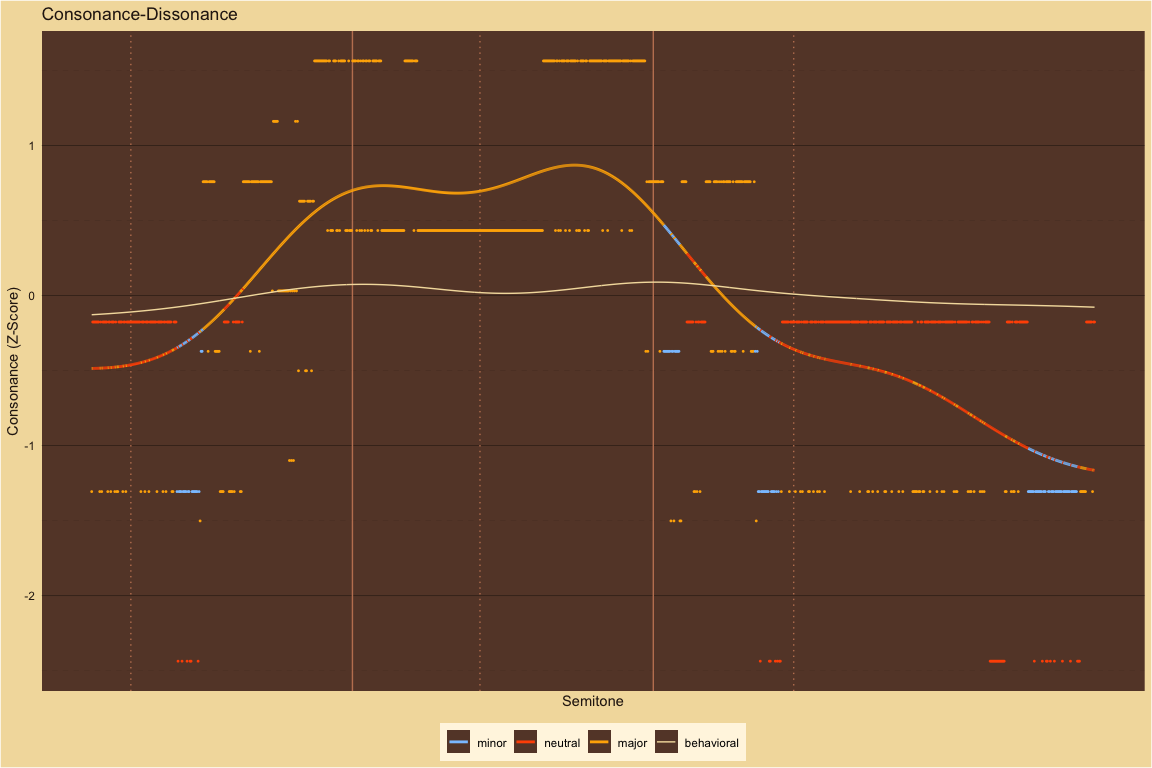 Consonance-Dissonance
Consonance (Z-Score)
1
0
-1
-2
Semitone
minor neutral major behavioral